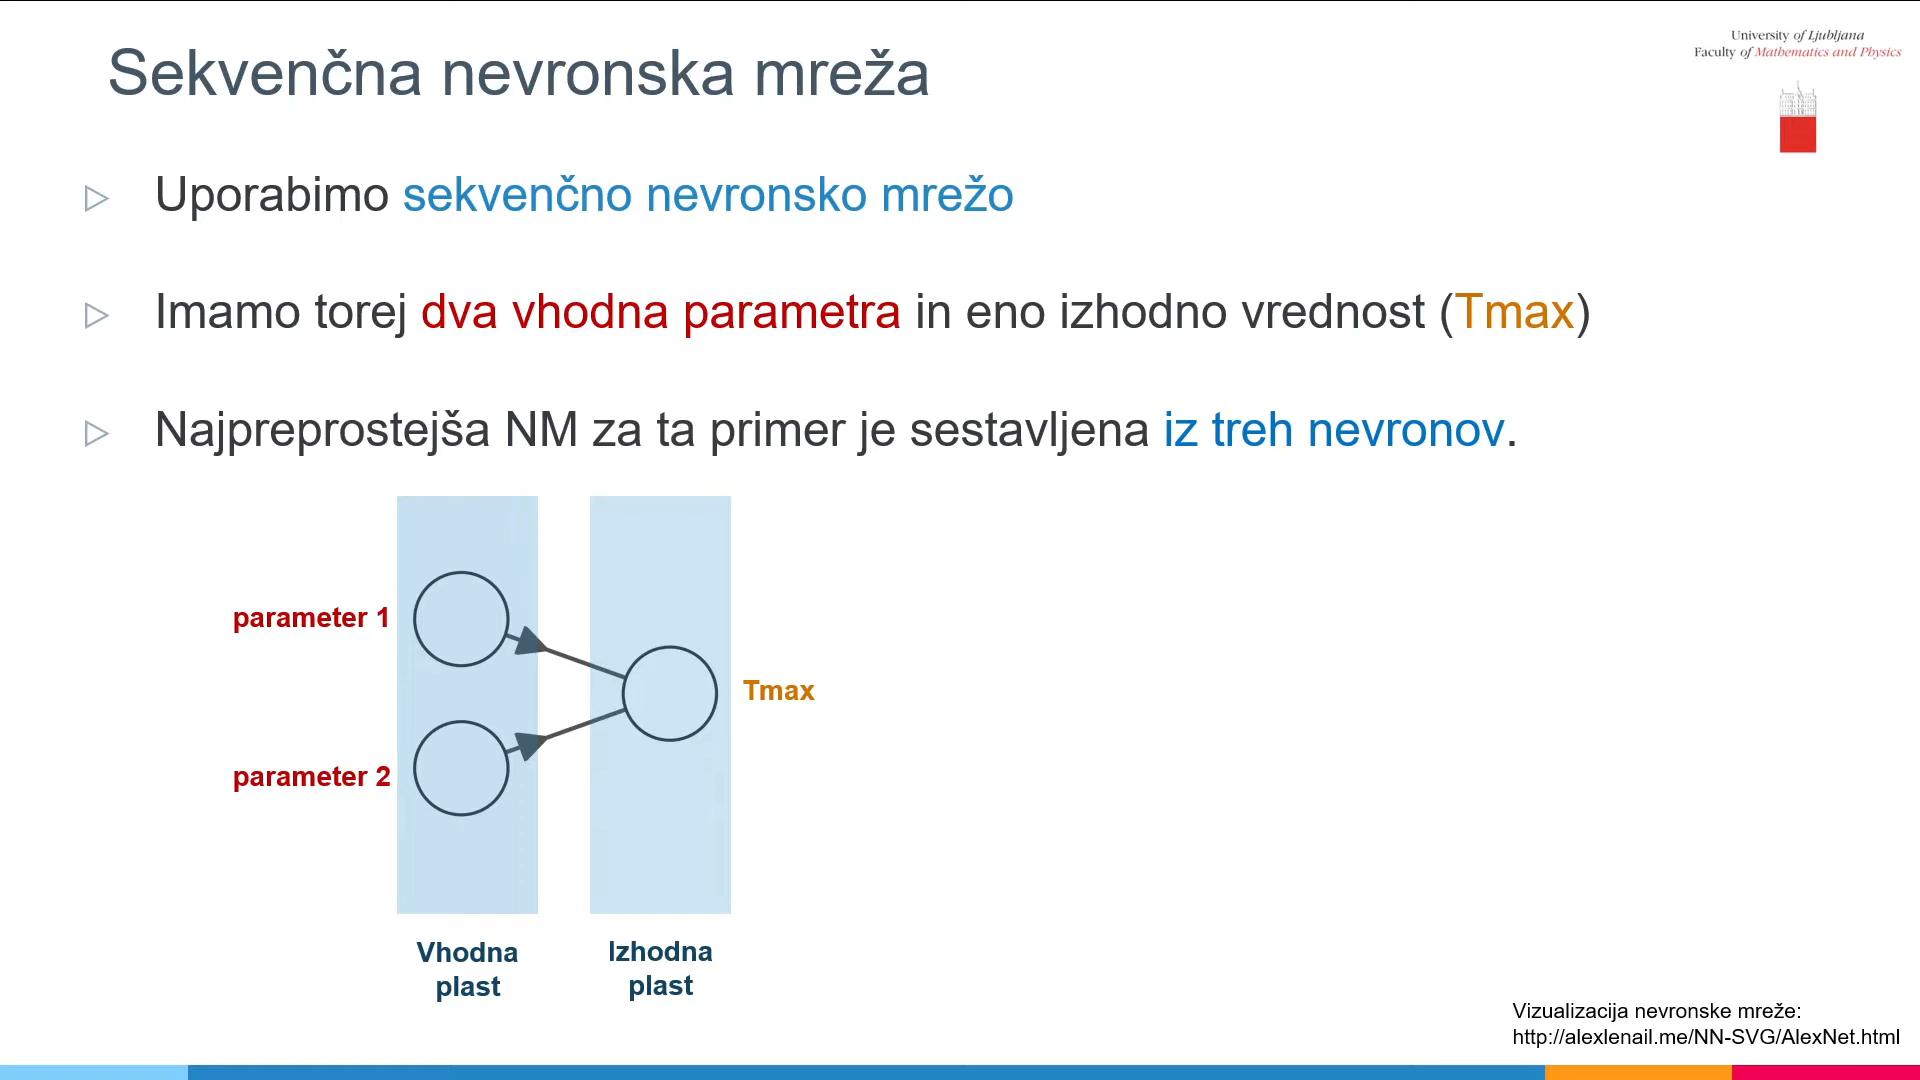 Sekvenčna nevronska mreža
University of Ljubljana
Faculty of Mathematics and Physics
Uporabimo sekvenčno nevronsko mrežo
Imamo torej dva vhodna parametra in eno izhodno vrednost (Tmax)
Najpreprostejša NM za ta primer je sestavljena iz treh nevronov.
parameter 1
Tmax
parameter 2
Vhodna
plast
Izhodna
plast
Vizualizacija nevronske mreže:
http://alexlenail.me/NN-SVG/AlexNet.html